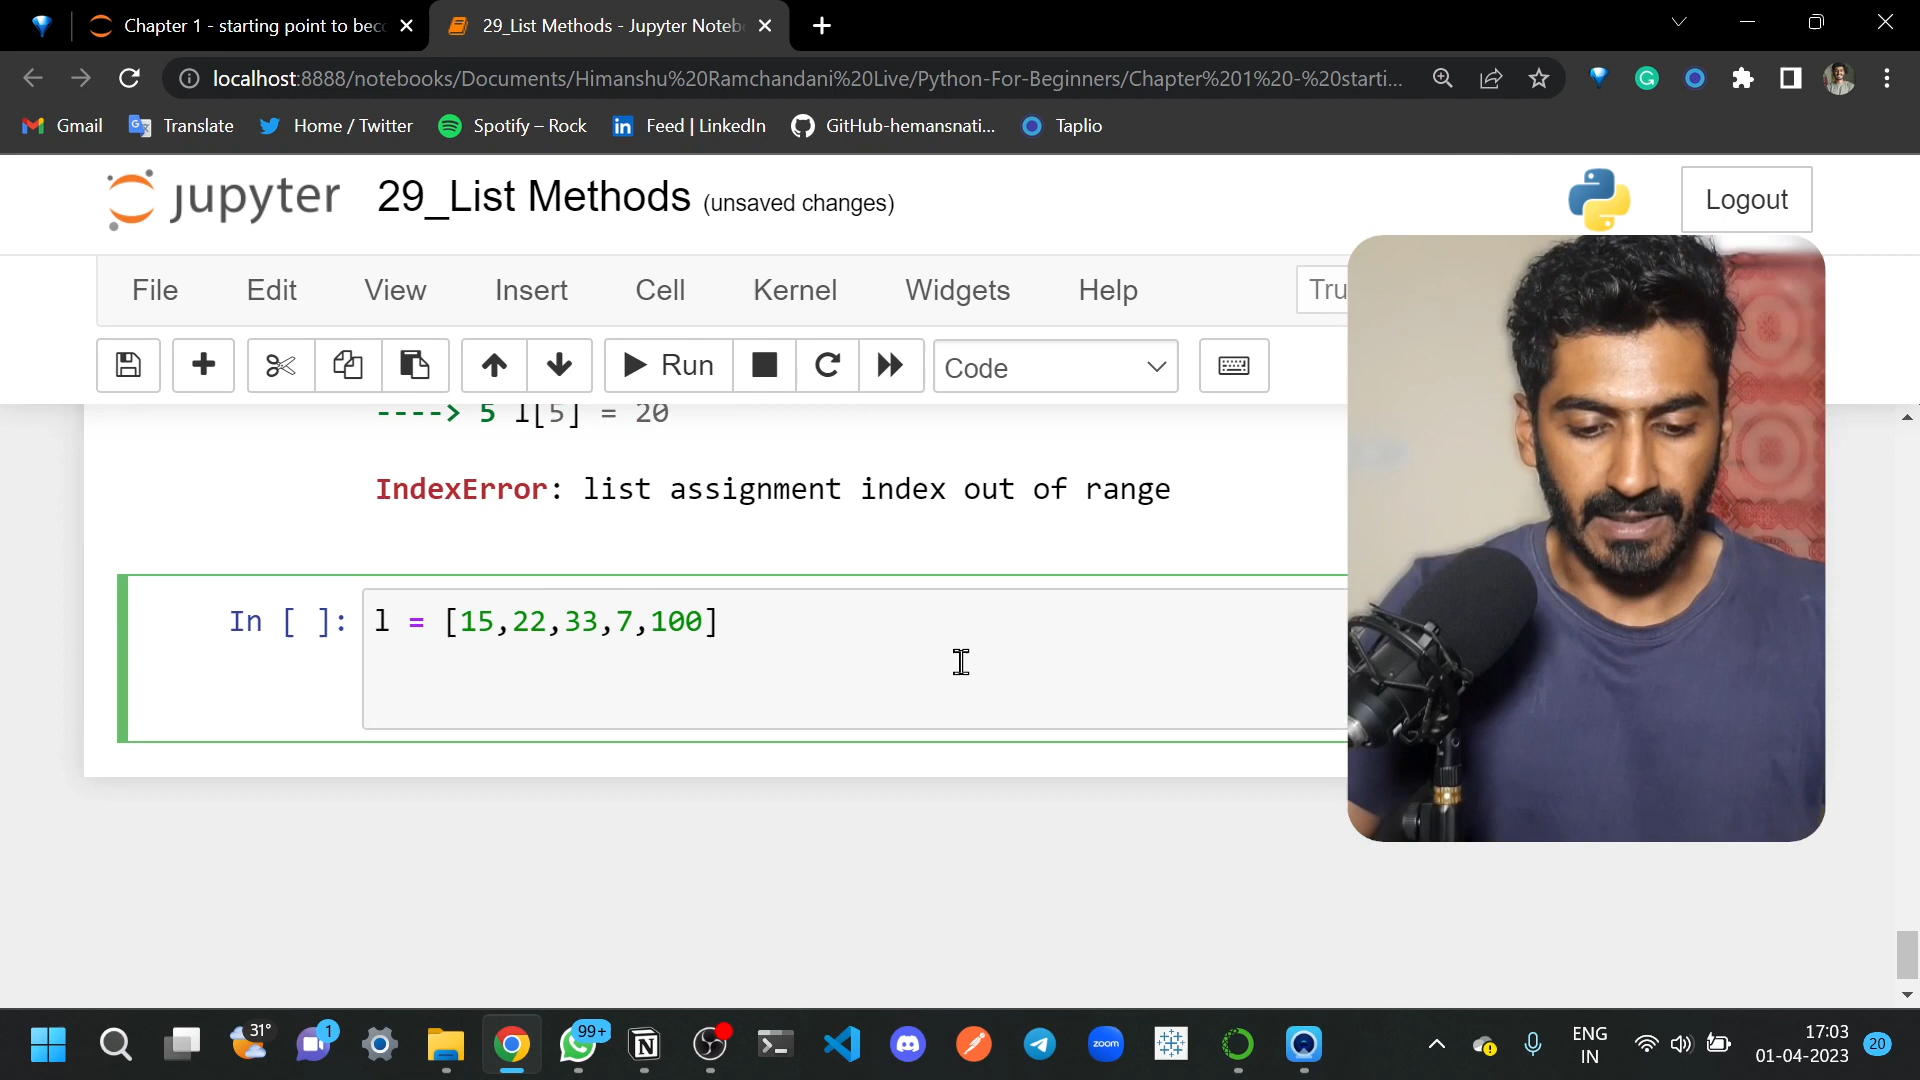 Chapter 1 - starting point to bec
29_List Methods - Jupyter Noteb
localhost:8888/notebooks/Documents/Himanshu%20Ramchandani%20Live/Python-For-Beginners/Chapter%201%20-%20starti...
Gmail
Translate
Home / Twitter
Spotify – Rock
Feed | LinkedIn
GitHub-hemansnati...
Taplio
jupyter 29_List Methods (unsaved changes)
Logout
File Edit View Insert Cell Kernel Widgets Help Tru
Run
Code
----> 5 l[5] = 20
IndexError: list assignment index out of range
In [ ]: l = [15,22,33,7,100]
31°
1
99+
zoom
ENG
IN
17:03
01-04-2023
20